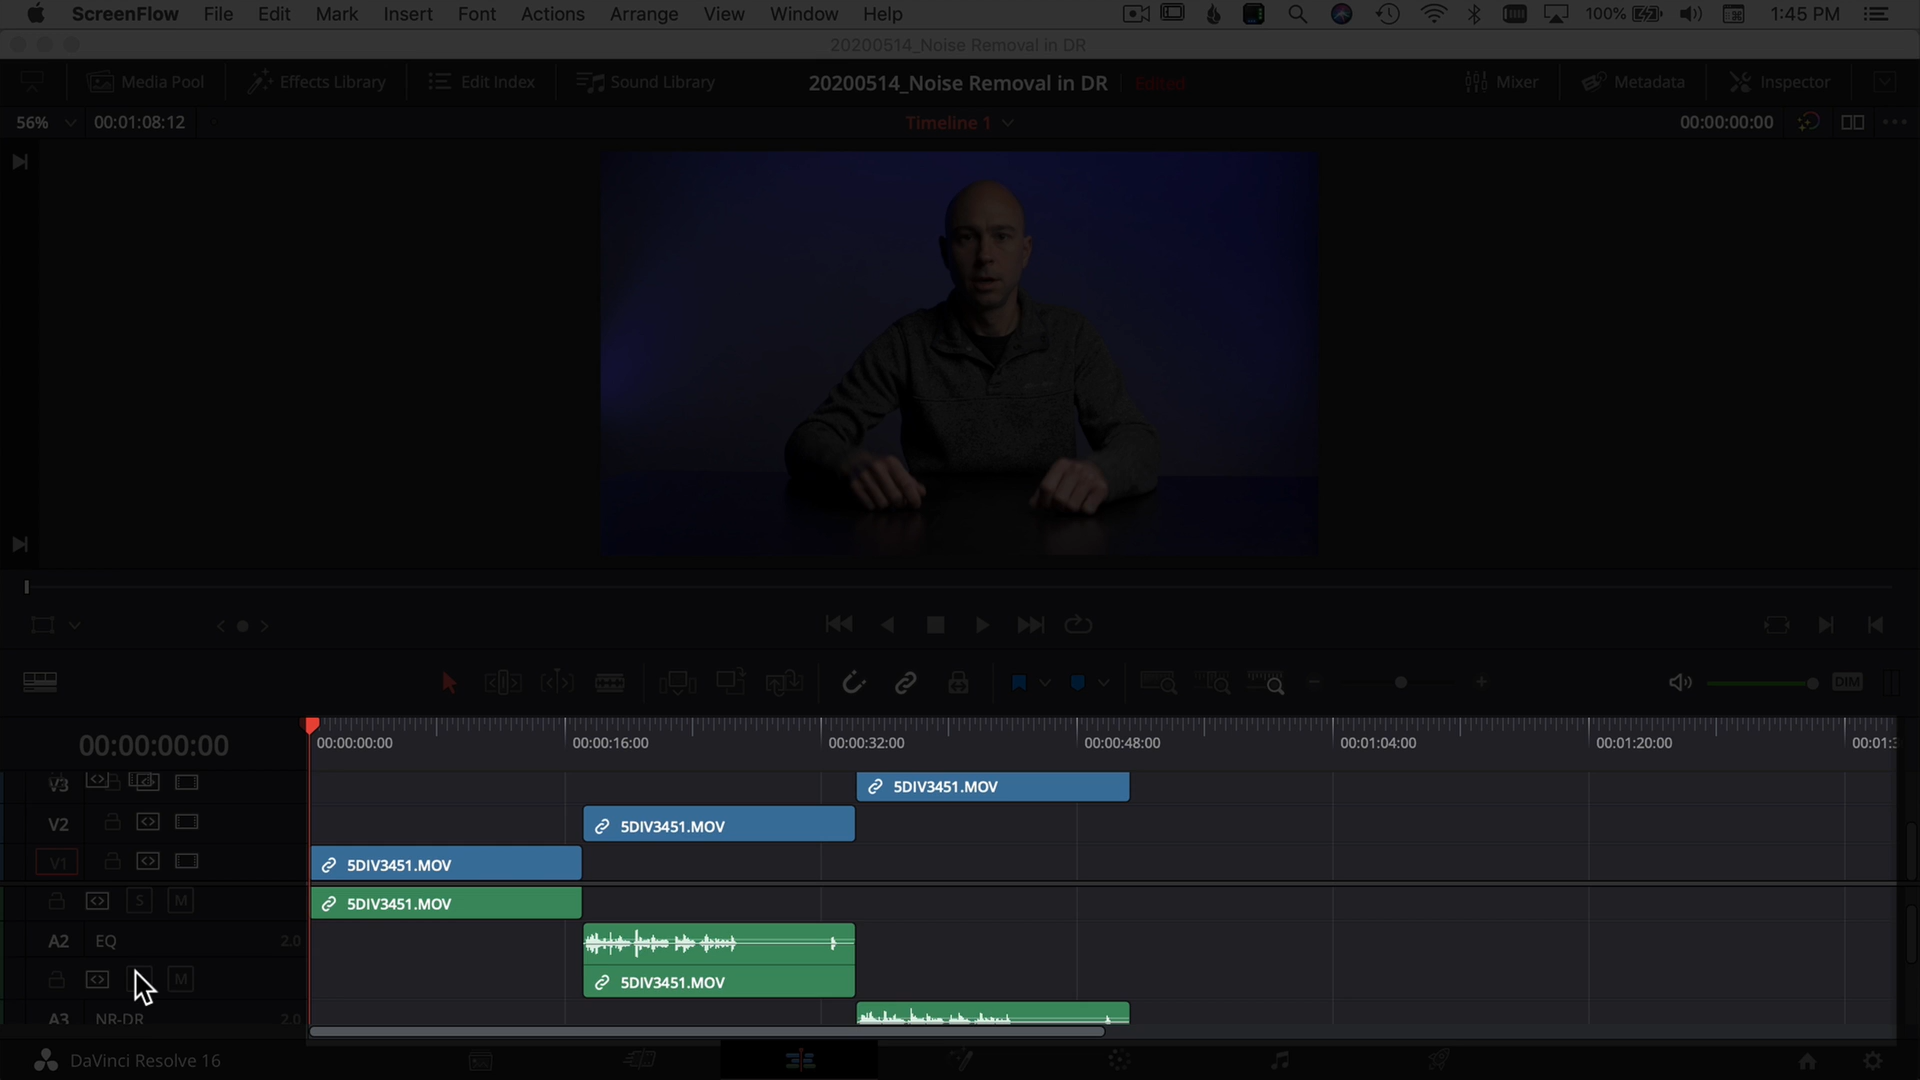 ScreenFlow File Edit Mark Insert Font Actions Arrange View Window Help 100% 1:45 PM
20200514_Noise Removal in DR
Media Pool Effects Library Edit Index Sound Library 20200514_Noise Removal in DR Edited Mixer Metadata Inspector
56% 00:01:08:12 Timeline 1 00:00:00:00
DIM
00:00:00:00 00:00:00:00 00:00:16:00 00:00:32:00 00:00:48:00 00:01:04:00 00:01:20:00 00:01:3
V3 5DIV3451.MOV
V2 5DIV3451.MOV
V1 5DIV3451.MOV
S M 5DIV3451.MOV
A2 EQ 2.0
M 5DIV3451.MOV
A3 NR-DR 2.0
DaVinci Resolve 16